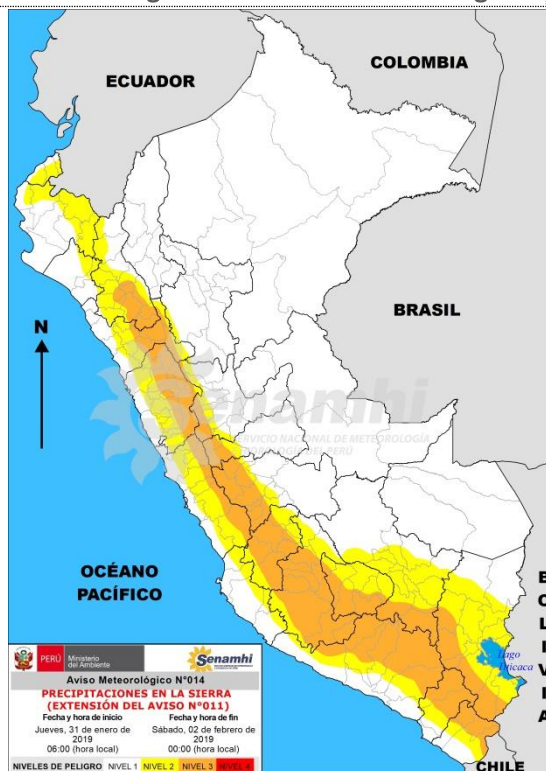 ECUADOR
COLOMBIA
BRASIL
N
Senamhi
SERVICIO NACIONAL DE METEOROLOGÍA
OCÉANO
PACÍFICO
B
O
L
I
V
I
A
Lago
Titicaca
CHILE
PERÚ
Ministerio
del Ambiente
Senamhi
Aviso Meteorológico N°014
PRECIPITACIONES EN LA SIERRA
(EXTENSIÓN DEL AVISO N°011)
Fecha y hora de inicio
Jueves, 31 de enero de
2019
06:00 (hora local)
Fecha y hora de fin
Sábado, 02 de febrero de
2019
00:00 (hora local)
NIVELES DE PELIGRO NIVEL 1 NIVEL 2 NIVEL 3 NIVEL 4